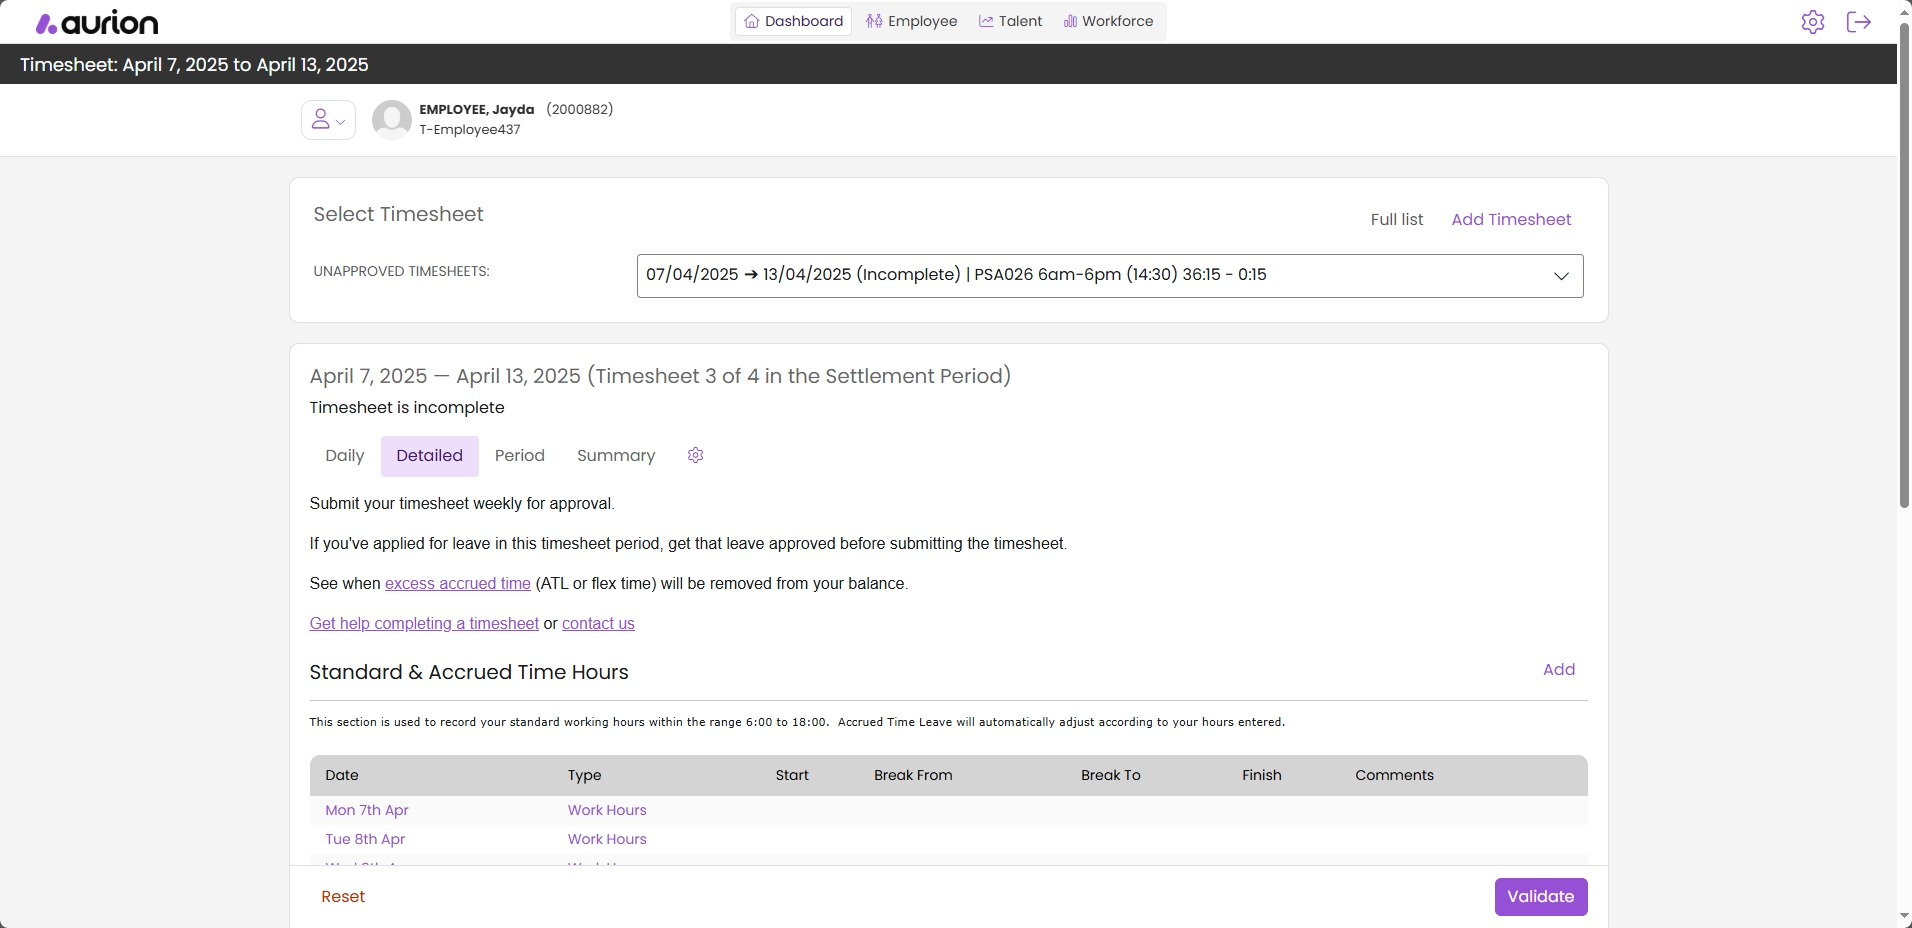 aurion
Dashboard Employee Talent Workforce
Timesheet: April 7, 2025 to April 13, 2025
EMPLOYEE, Jayda (2000882)
T-Employee437
Select Timesheet
Full list Add Timesheet
UNAPPROVED TIMESHEETS:
07/04/2025 ➔ 13/04/2025 (Incomplete) | PSA026 6am-6pm (14:30) 36:15 - 0:15
April 7, 2025 — April 13, 2025 (Timesheet 3 of 4 in the Settlement Period)
Timesheet is incomplete
Daily Detailed Period Summary
Submit your timesheet weekly for approval.
If you've applied for leave in this timesheet period, get that leave approved before submitting the timesheet.
See when excess accrued time (ATL or flex time) will be removed from your balance.
Get help completing a timesheet or contact us
Standard & Accrued Time Hours
Add
This section is used to record your standard working hours within the range 6:00 to 18:00. Accrued Time Leave will automatically adjust according to your hours entered.
Date Type Start Break From Break To Finish Comments
Mon 7th Apr Work Hours
Tue 8th Apr Work Hours
Reset Validate